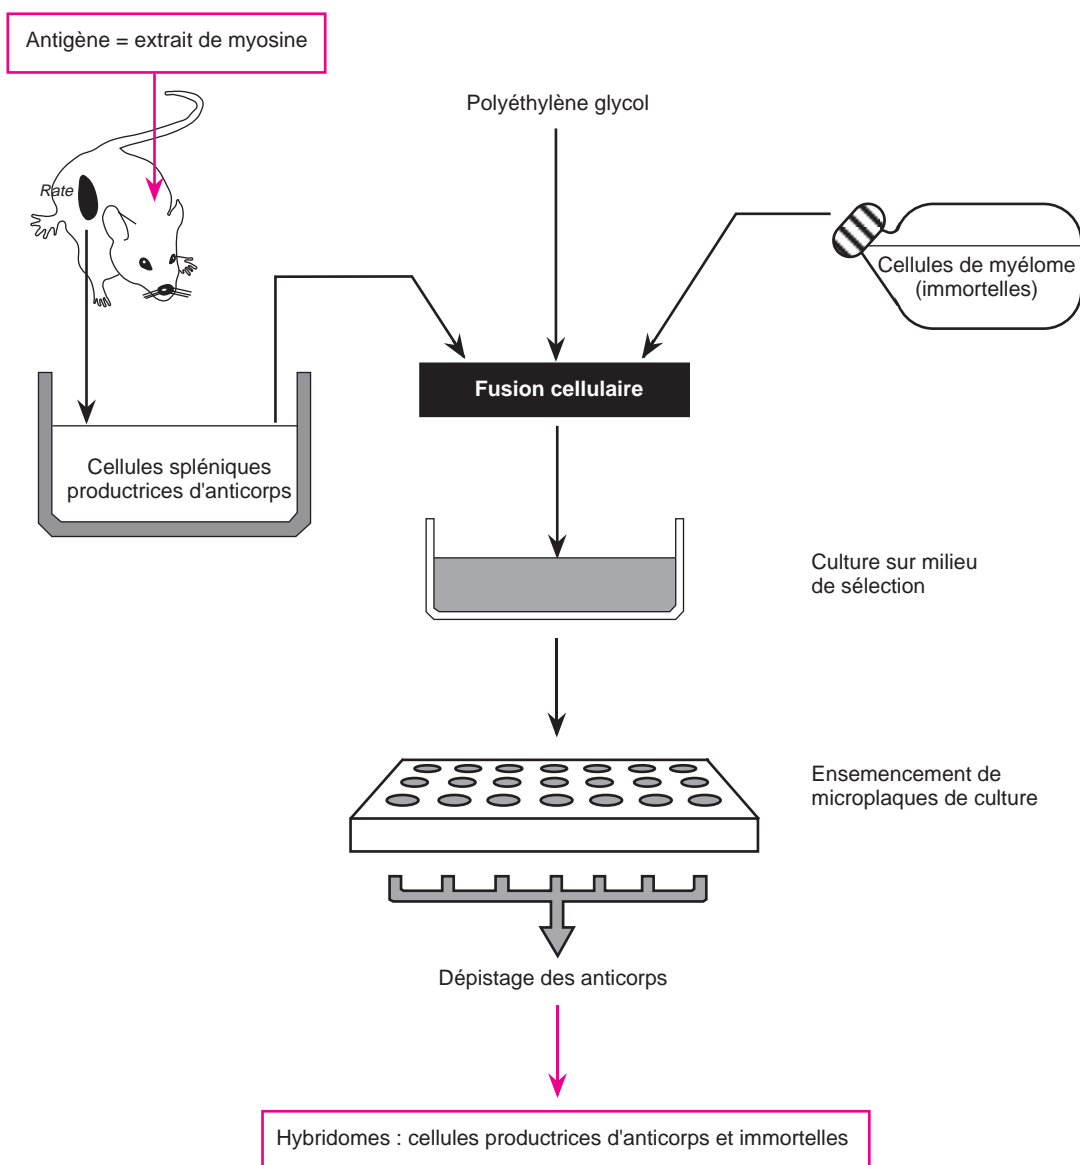 Antigène = extrait de myosine
Polyéthylène glycol
Rate
Cellules de myélome
(immortelles)
Fusion cellulaire
Cellules spléniques
productrices d'anticorps
Culture sur milieu
de sélection
Ensemencement de
microplaques de culture
Dépistage des anticorps
Hybridomes : cellules productrices d'anticorps et immortelles